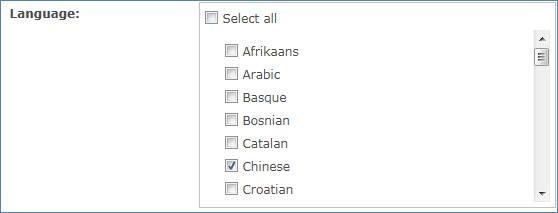 Language:
Select all
Afrikaans
Arabic
Basque
Bosnian
Catalan
Chinese
Croatian